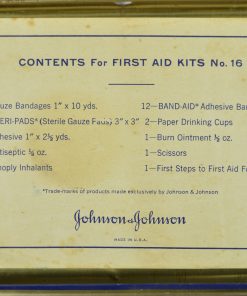 CONTENTS For FIRST AID KITS No. 16
uze Bandages 1" x 10 yds.
ERI-PADS* (Sterile Gauze Pads) 3" x 3"
hesive 1" x 2½ yds.
tiseptic ⅛ oz.
noply Inhalants
12—BAND-AID* Adhesive Ban
2—Paper Drinking Cups
1—Burn Ointment ⅛ oz.
1—Scissors
1—First Steps to First Aid Fo
*Trade-marks of products made exclusively by Johnson & Johnson
Johnson & Johnson
MADE IN U.S.A.